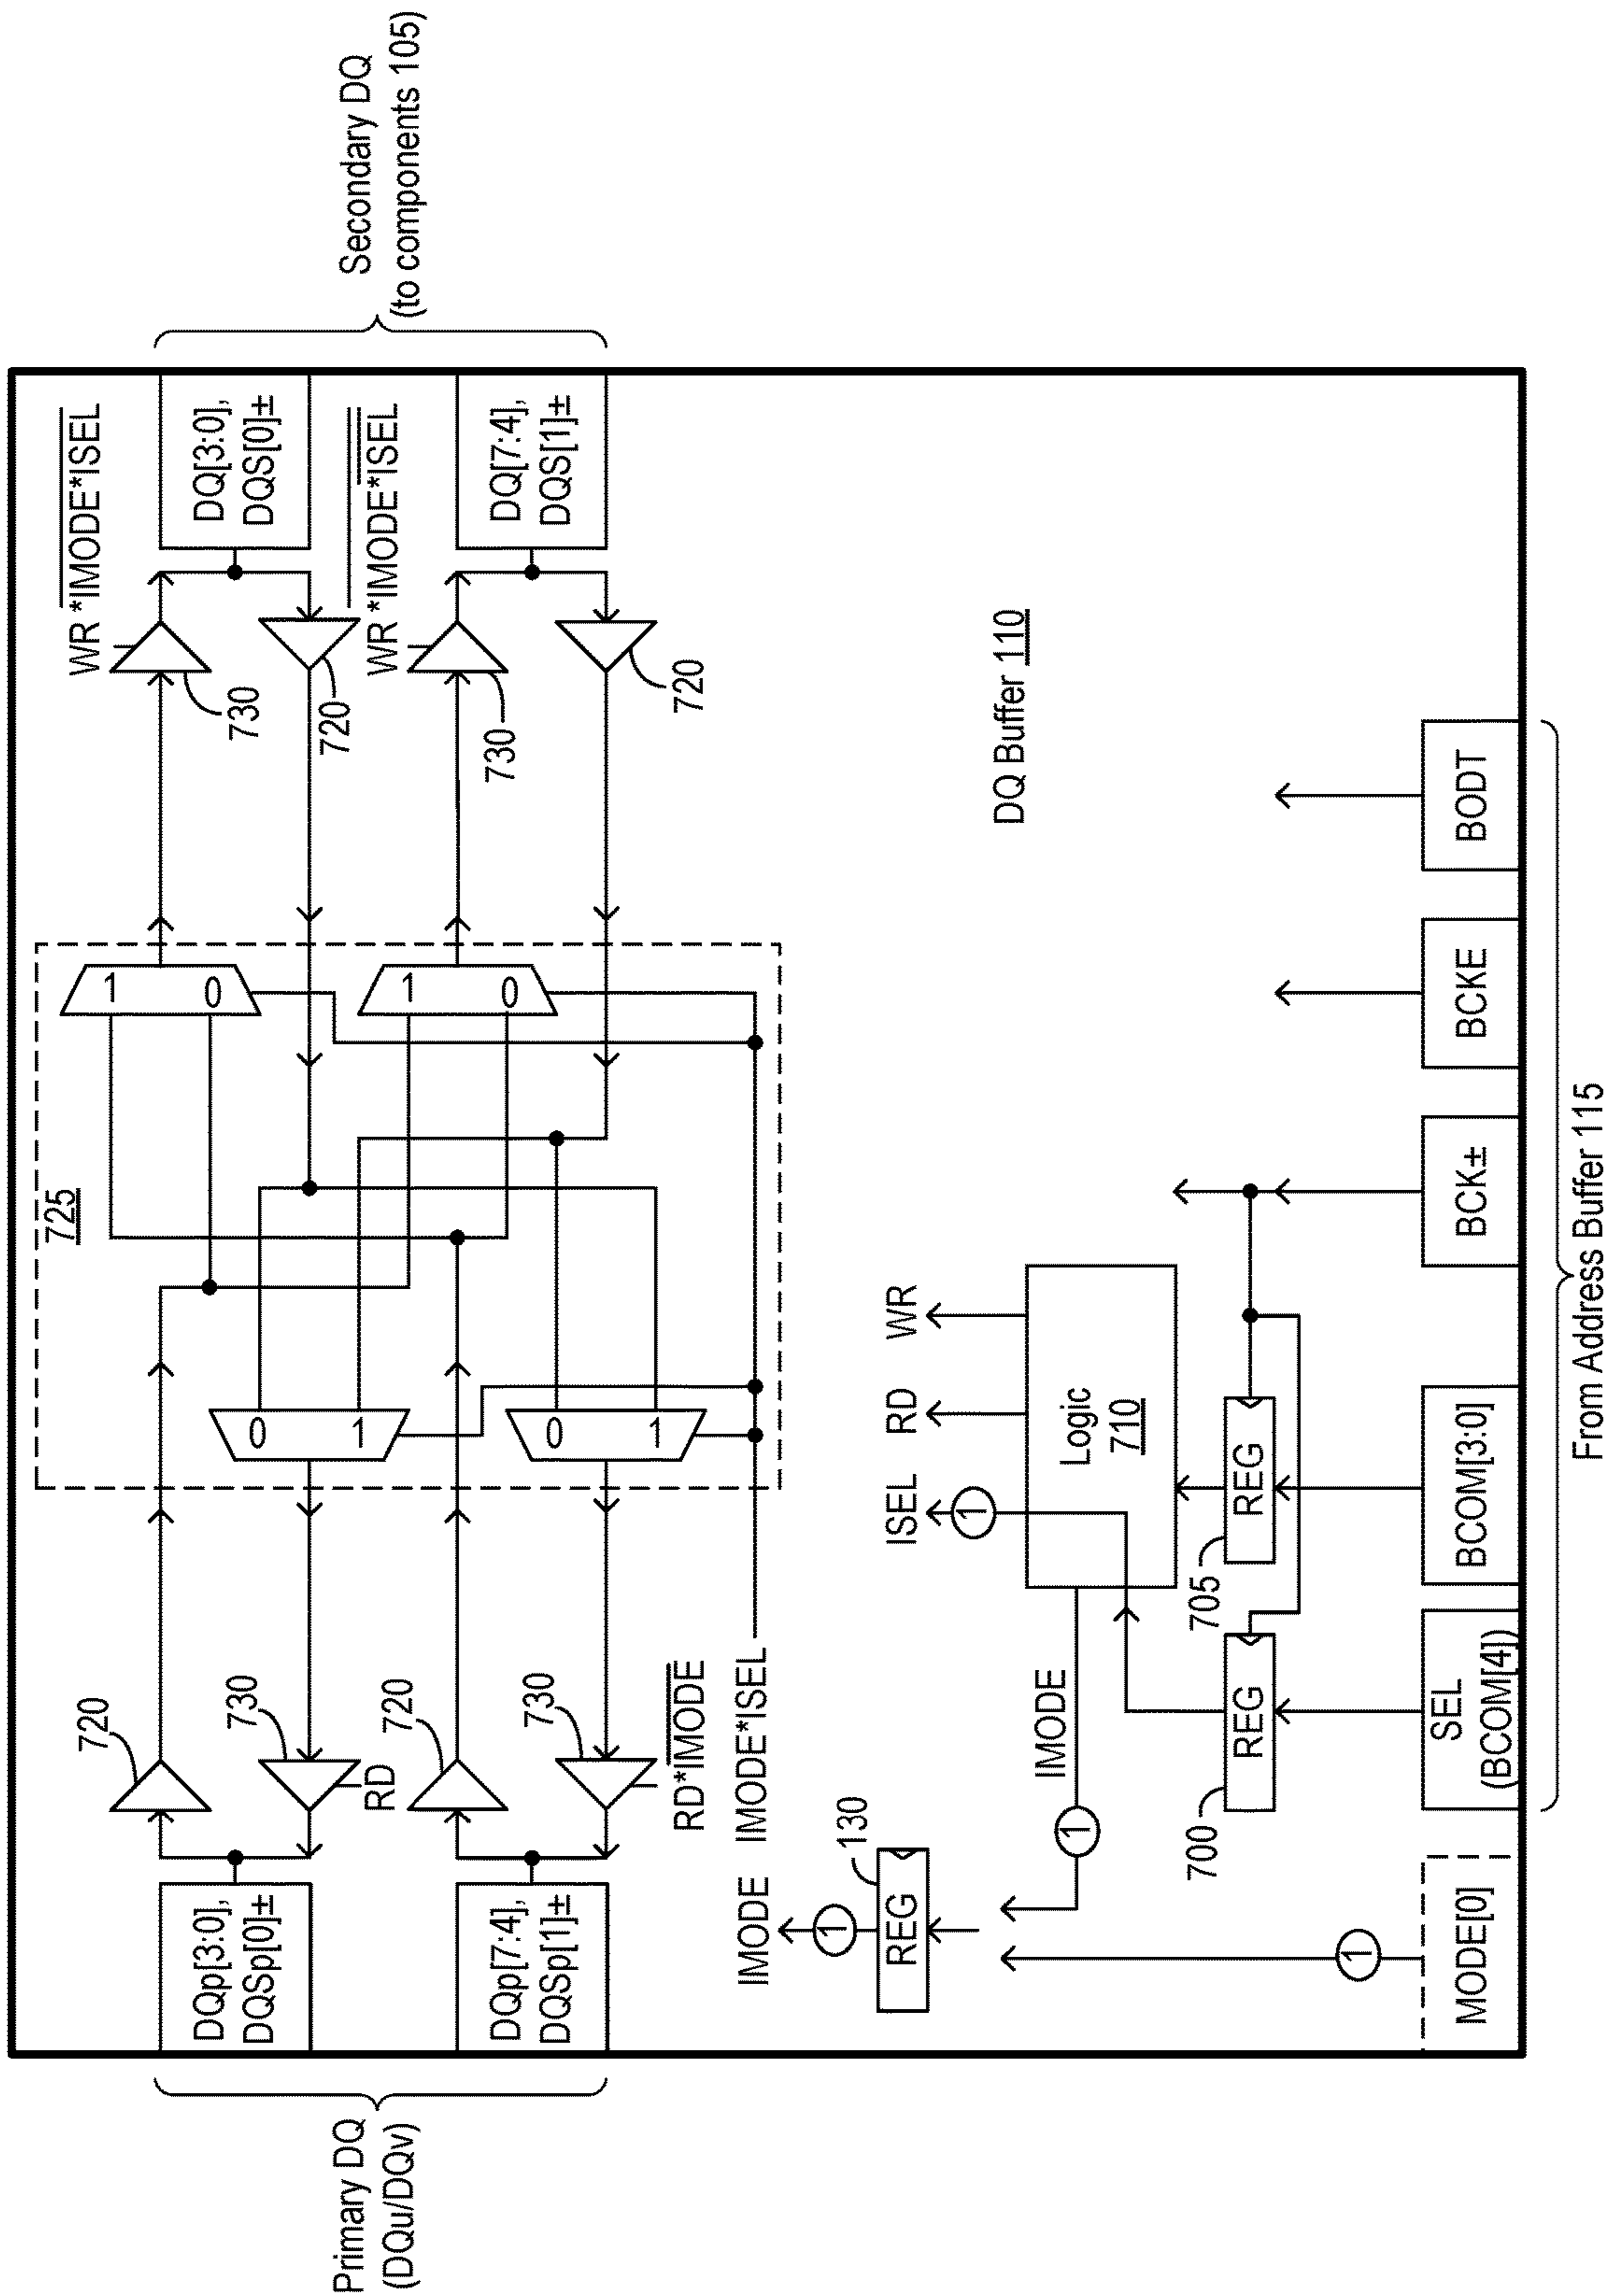 Primary DQ
(DQu/DQv)
DQp[3:0],
DQSp[0]±
DQp[7:4],
DQSp[1]±
720
730
RD
720
730
RD*IMODE
IMODE*ISEL
725
1
0
0
1
1
0
0
1
WR *IMODE*ISEL
730
720
WR *IMODE*ISEL
730
720
DQ[3:0],
DQS[0]±
DQ[7:4],
DQS[1]±
Secondary DQ
(to components 105)
IMODE
1
REG
130
IMODE
1
ISEL
RD
WR
1
Logic
710
DQ Buffer 110
700
REG
705
REG
1
MODE[0]
SEL
(BCOM[4])
BCOM[3:0]
BCK±
BCKE
BODT
From Address Buffer 115